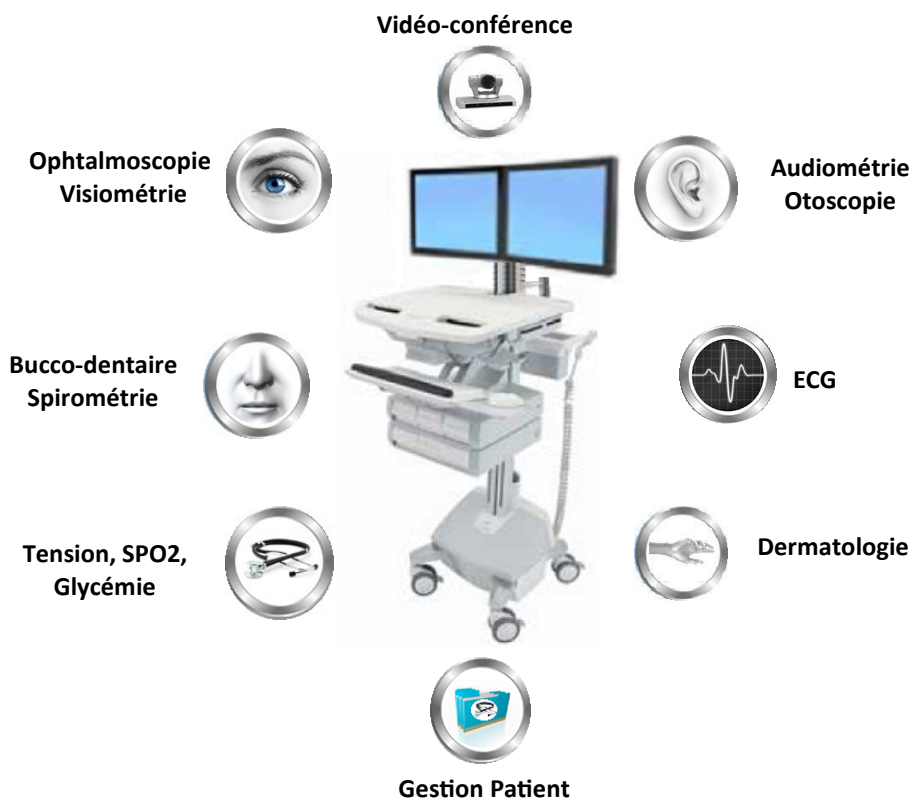 Vidéo-conférence
Ophtalmoscopie
Visiométrie
Audiométrie
Otoscopie
Bucco-dentaire
Spirométrie
ECG
Tension, SPO2,
Glycémie
Dermatologie
Gestion Patient